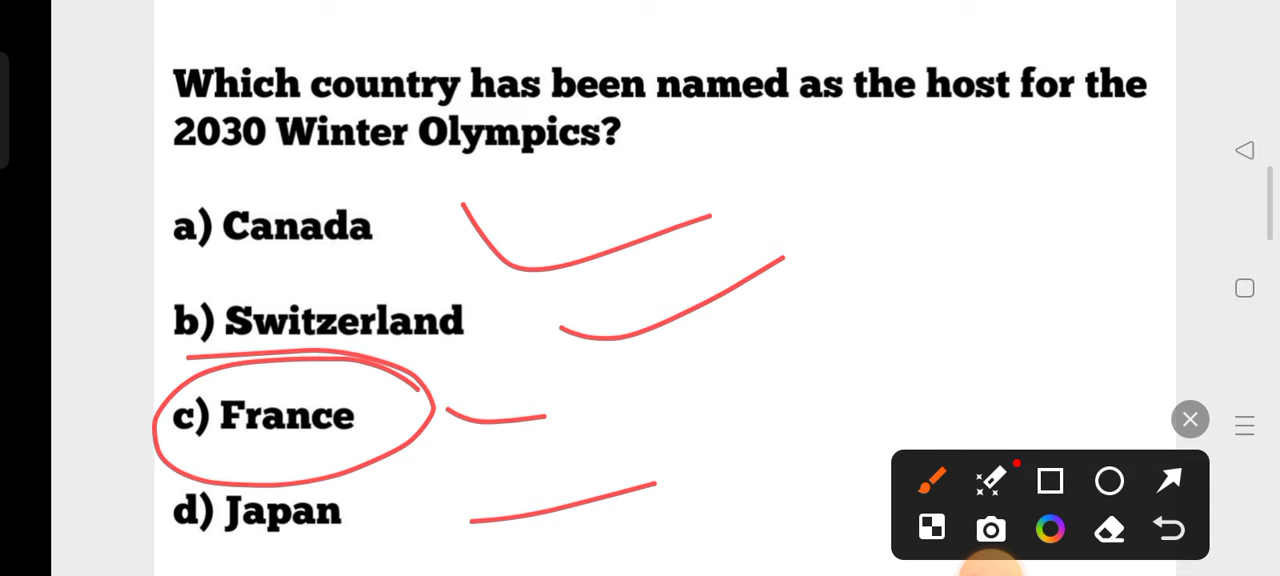 Which country has been named as the host for the
2030 Winter Olympics?
a) Canada
b) Switzerland
c) France
d) Japan